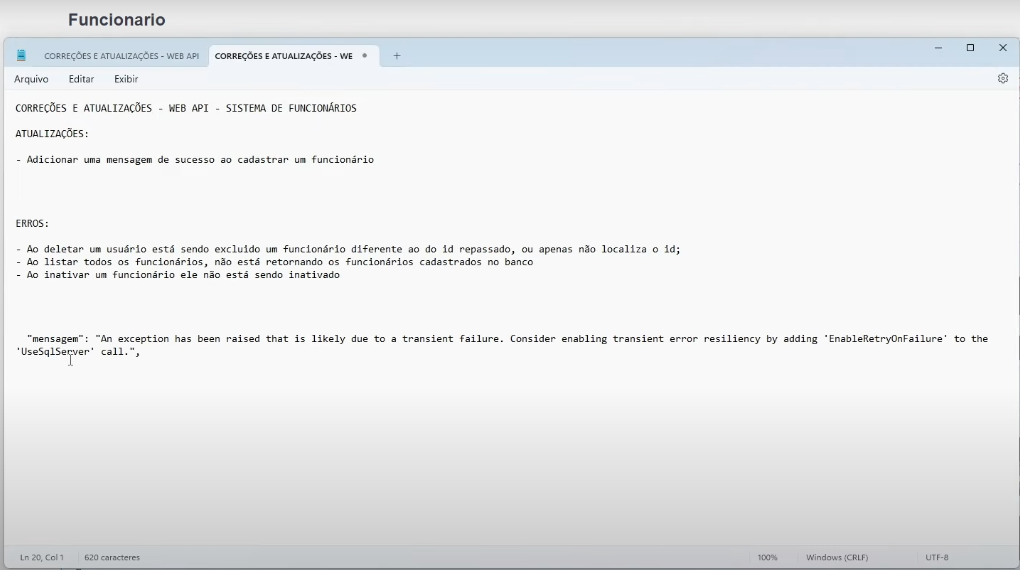 Funcionario
CORREÇÕES E ATUALIZAÇÕES - WEB API
CORREÇÕES E ATUALIZAÇÕES - WE
Arquivo Editar Exibir
CORREÇÕES E ATUALIZAÇÕES - WEB API - SISTEMA DE FUNCIONÁRIOS
ATUALIZAÇÕES:
- Adicionar uma mensagem de sucesso ao cadastrar um funcionário
ERROS:
- Ao deletar um usuário está sendo excluido um funcionário diferente ao do id repassado, ou apenas não localiza o id;
- Ao listar todos os funcionários, não está retornando os funcionários cadastrados no banco
- Ao inativar um funcionário ele não está sendo inativado
"mensagem": "An exception has been raised that is likely due to a transient failure. Consider enabling transient error resiliency by adding 'EnableRetryOnFailure' to the
'UseSqlServer' call.",
Ln 20, Col 1 620 caracteres 100% Windows (CRLF) UTF-8